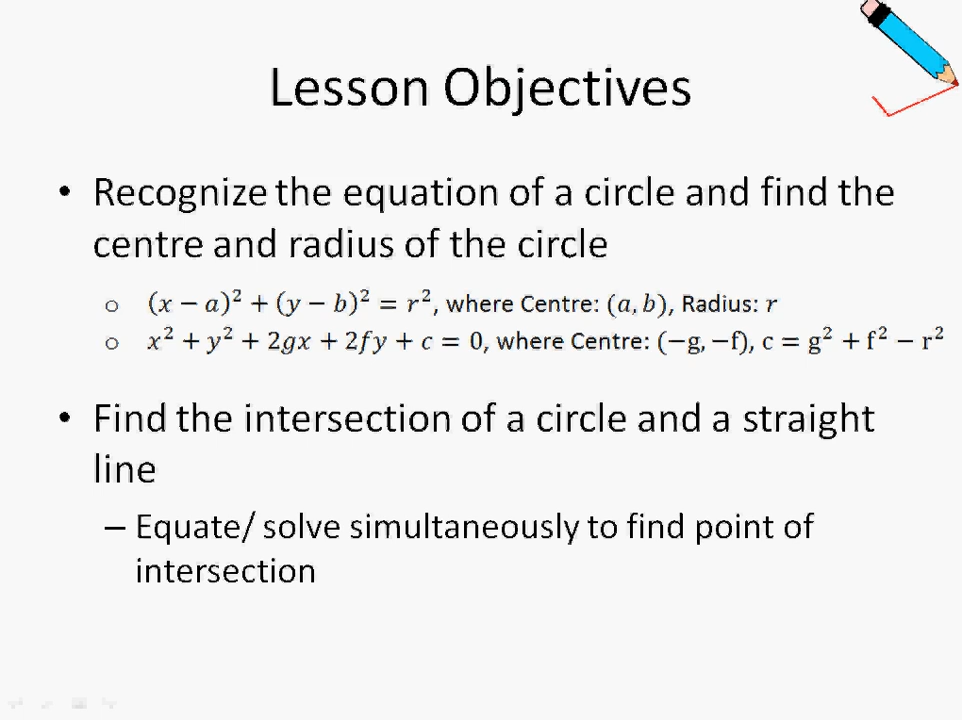 Lesson Objectives
• Recognize the equation of a circle and find the
centre and radius of the circle
o (x − a)² + (y − b)² = r², where Centre: (a, b), Radius: r
o x² + y² + 2gx + 2fy + c = 0, where Centre: (−g, −f), c = g² + f² − r²
• Find the intersection of a circle and a straight
line
– Equate/ solve simultaneously to find point of
intersection